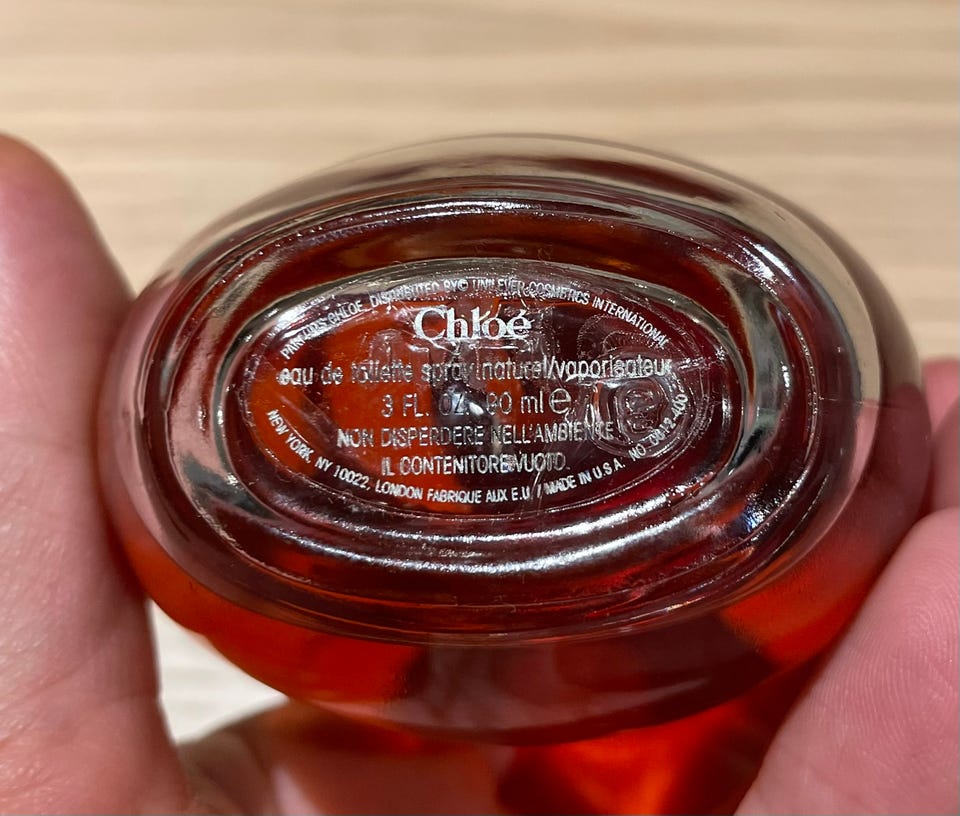 PARFUMS CHLOE DISTRIBUTED BY © UNILEVER COSMETICS INTERNATIONAL
Chloé
eau de toilette spray naturel/vaporisateur
3 FL. OZ. 90 ml e
NON DISPERDERE NELL'AMBIENTE
IL CONTENITORE VUOTO.
NEW YORK, NY 10022, LONDON FABRIQUE AUX E.U. / MADE IN U.S.A. NO